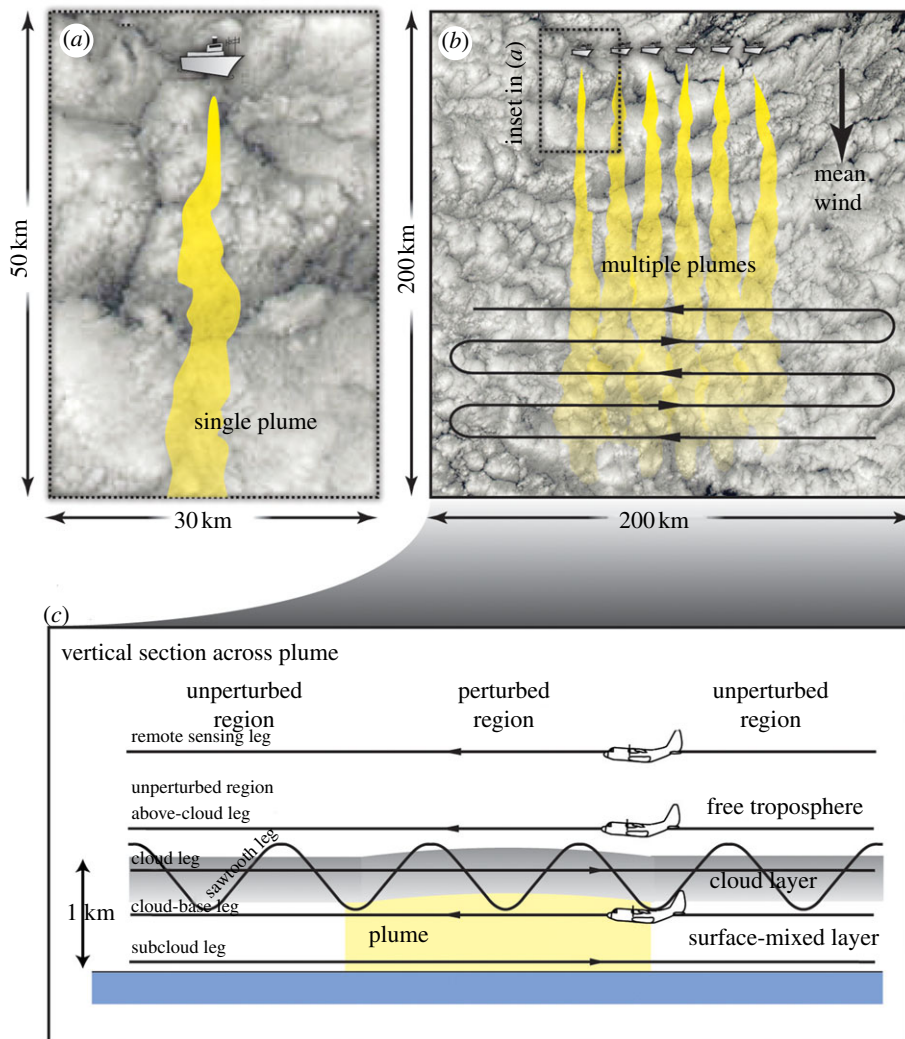 (a)
50 km
single plume
30 km
(b)
inset in (a)
mean
wind
200 km
multiple plumes
200 km
(c)
vertical section across plume
unperturbed
region
perturbed
region
unperturbed
region
remote sensing leg
unperturbed region
above-cloud leg
free troposphere
cloud leg
sawtooth leg
cloud layer
1 km
cloud-base leg
plume
surface-mixed layer
subcloud leg